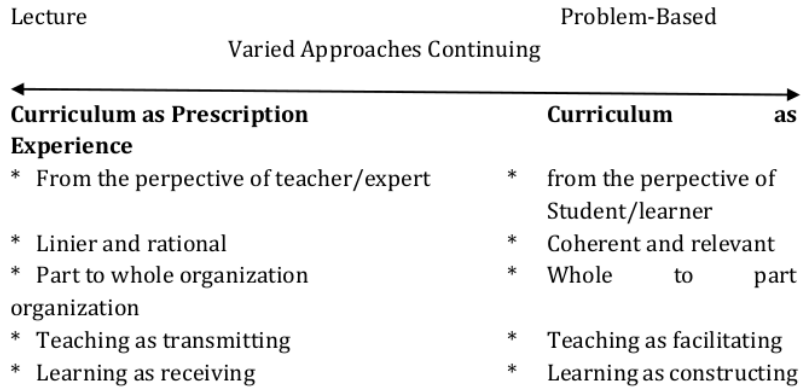 Lecture Problem-Based
Varied Approaches Continuing
Curriculum as Prescription Curriculum as
Experience
* From the perpective of teacher/expert * from the perpective of
Student/learner
* Linier and rational * Coherent and relevant
* Part to whole organization * Whole to part
organization
* Teaching as transmitting * Teaching as facilitating
* Learning as receiving * Learning as constructing